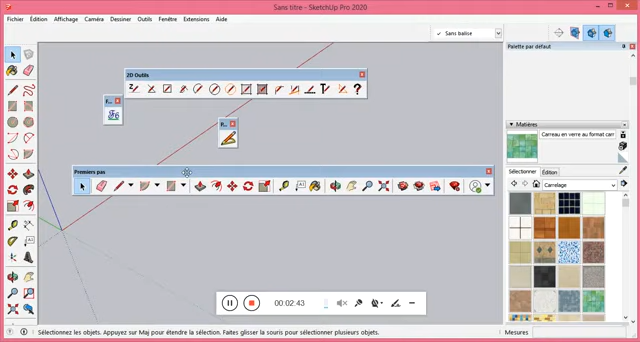 Sans titre - SketchUp Pro 2020
Fichier Édition Affichage Caméra Dessiner Outils Fenêtre Extensions Aide
Sans balise
Palette par défaut
2D Outils
F...
Matières
Carreau en verre au format carr
Premiers pas
Sélectionner Édition
Carrelage
00:02:43
Sélectionnez les objets. Appuyez sur Maj pour étendre la sélection. Faites glisser la souris pour sélectionner plusieurs objets.
Mesures